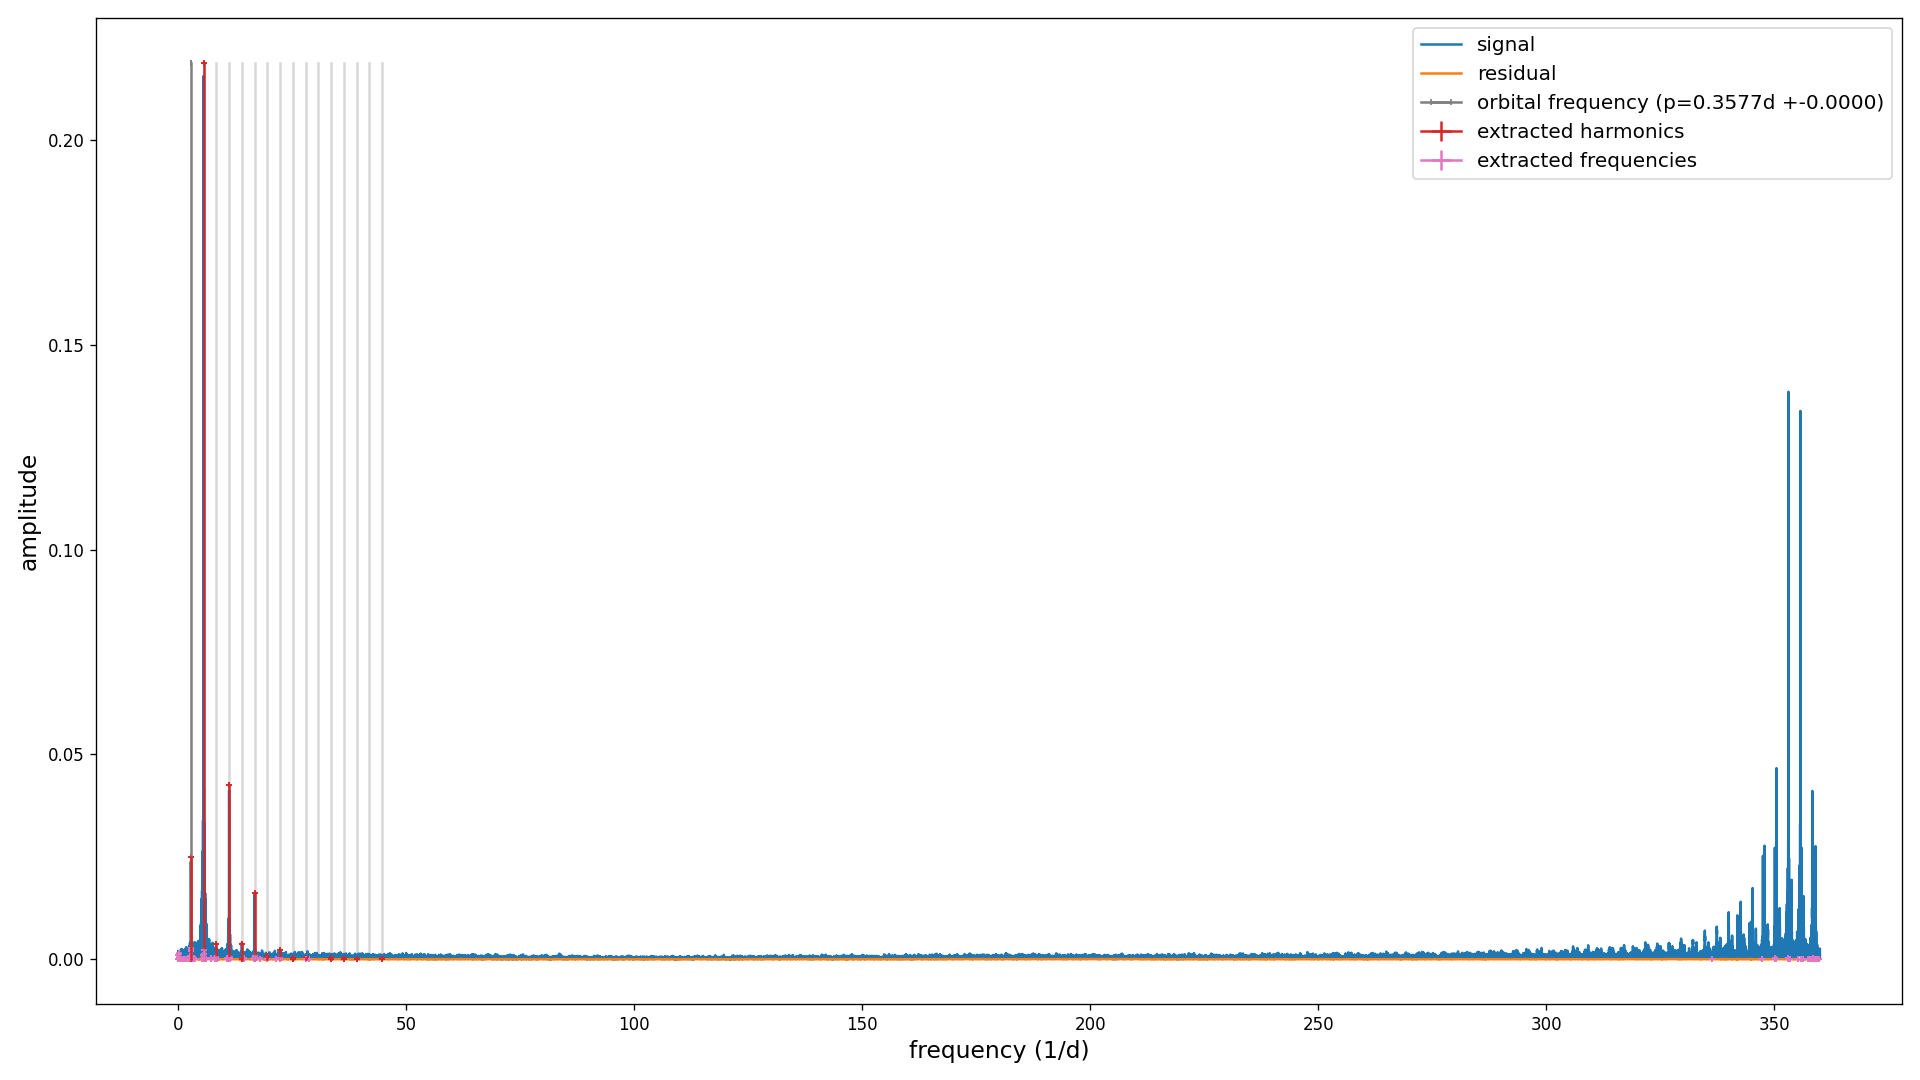 signal
residual
orbital frequency (p=0.3577d +-0.0000)
extracted harmonics
extracted frequencies
0.20
0.15
0.10
0.05
0.00
amplitude
0 50 100 150 200 250 300 350
frequency (1/d)